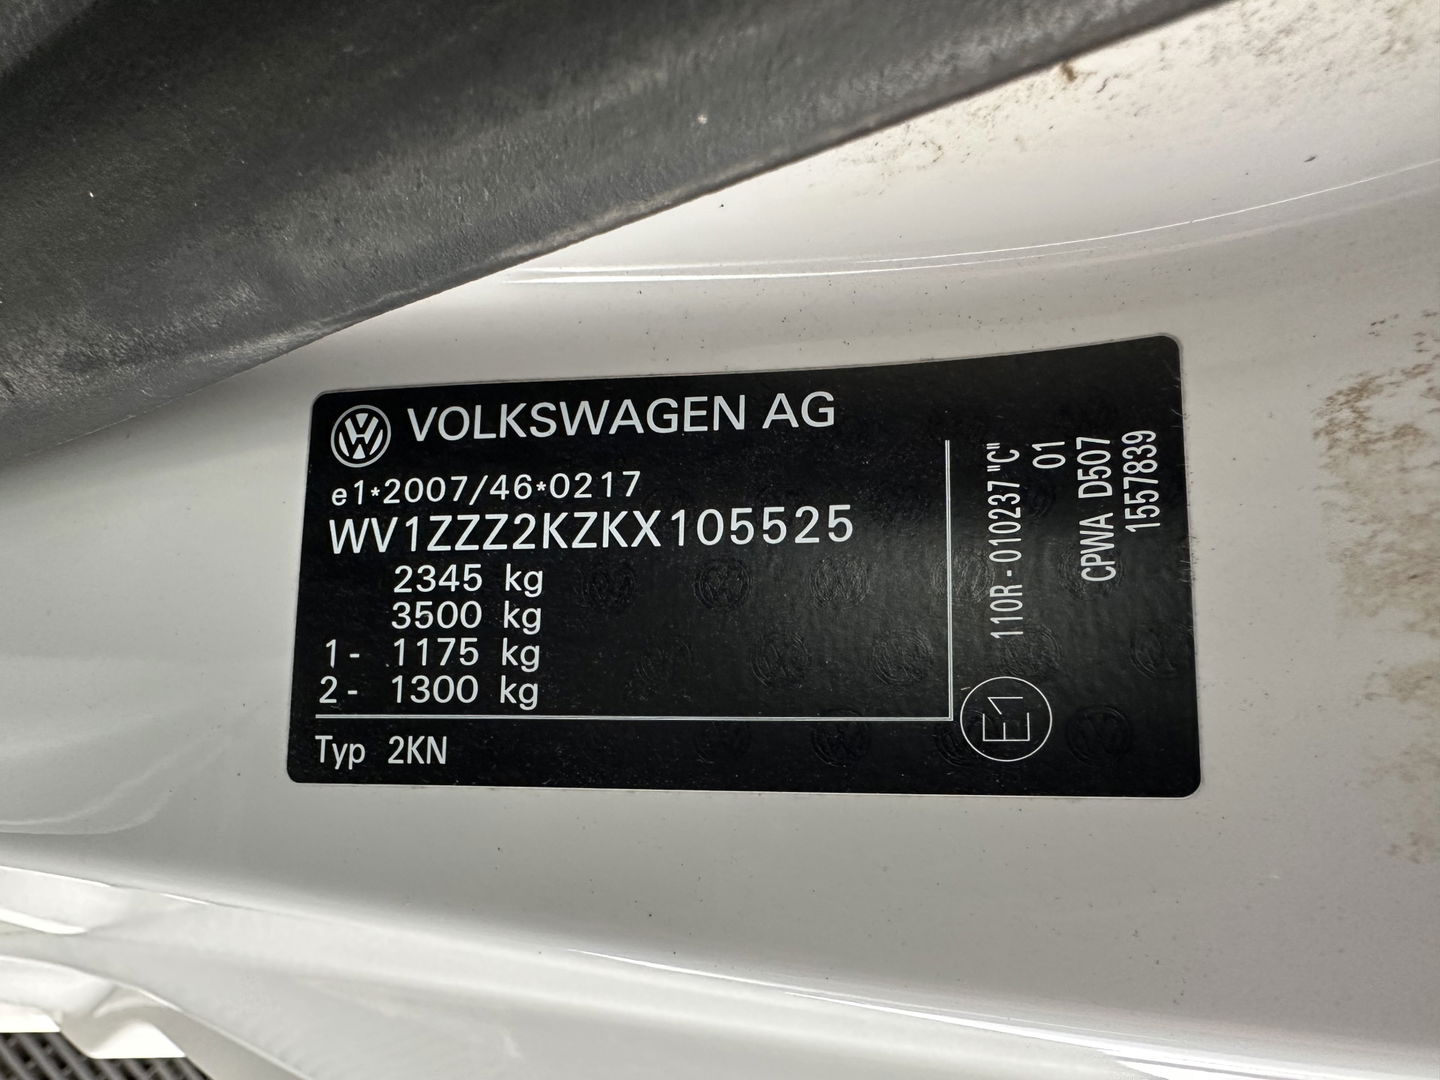 VOLKSWAGEN AG
e1*2007/46*0217
WV1ZZZ2KZKX105525
2345 kg
3500 kg
1- 1175 kg
2- 1300 kg
Typ 2KN
110R-010237 "C"
01
CPWA D507
1557839
E1